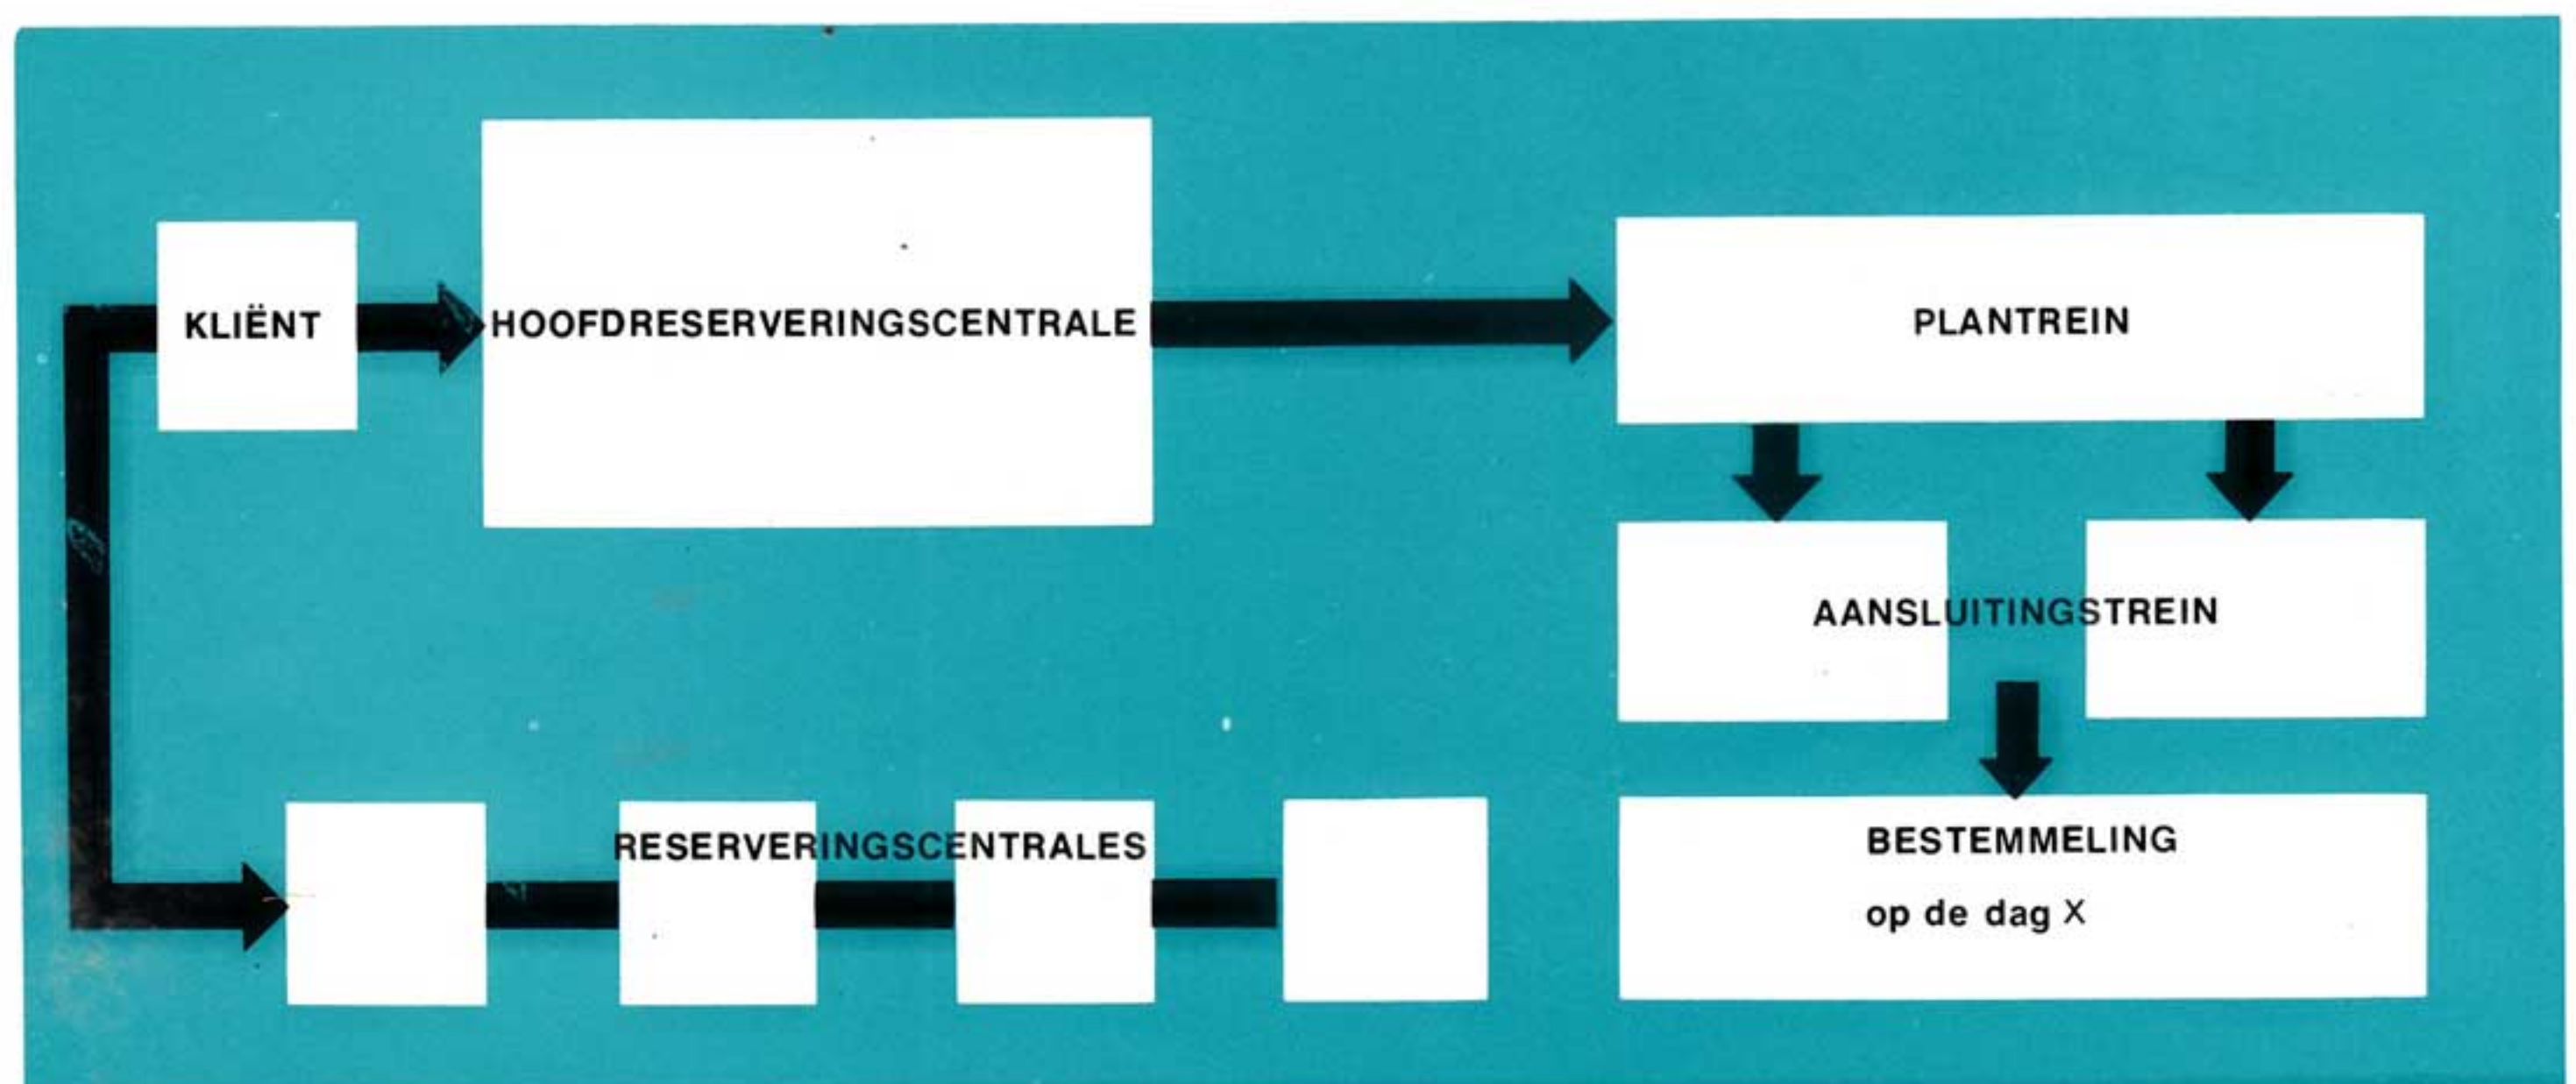 KLIËNT
HOOFDRESERVERINGSCENTRALE
PLANTREIN
AANSLUITINGSTREIN
RESERVERINGSCENTRALES
BESTEMMELING
op de dag X